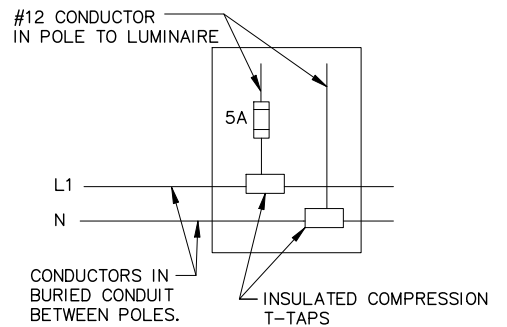 #12 CONDUCTOR
IN POLE TO LUMINAIRE
5A
L1
N
CONDUCTORS IN
BURIED CONDUIT
BETWEEN POLES.
INSULATED COMPRESSION
T-TAPS